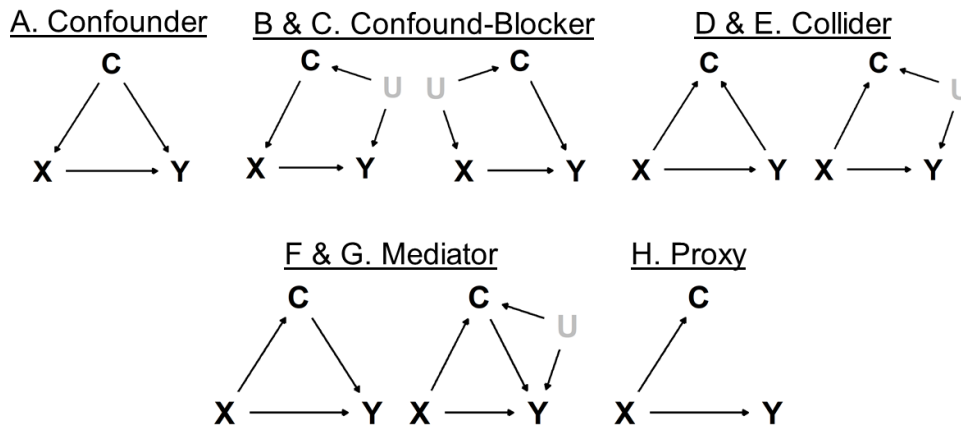 A. Confounder B & C. Confound-Blocker D & E. Collider
C C C C C
U U U
X Y X Y X Y X Y X Y
F & G. Mediator H. Proxy
C C C
U
X Y X Y X Y